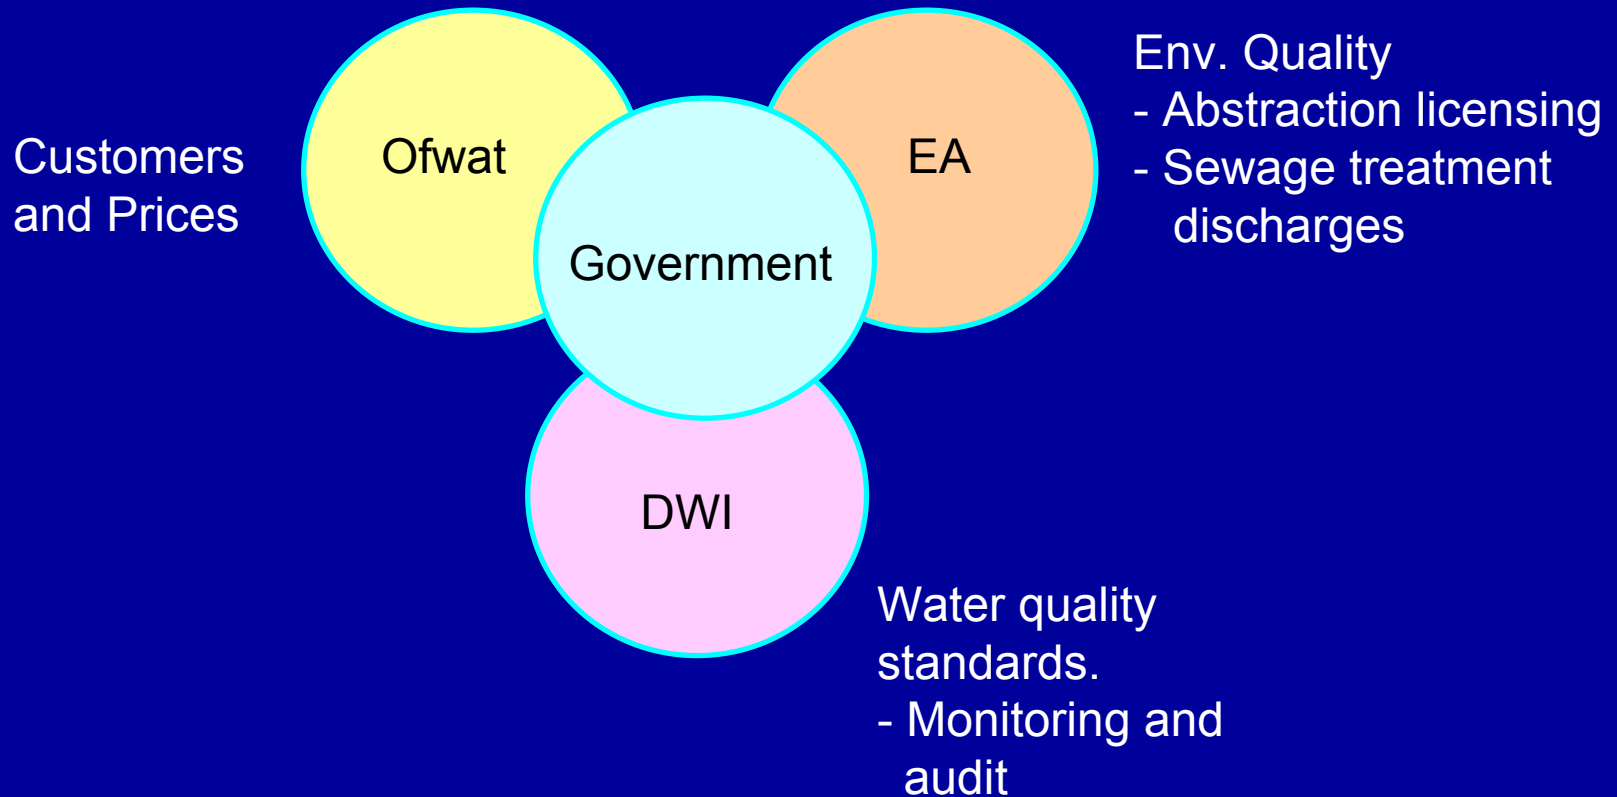 Customers
and Prices
Ofwat
Government
EA
Env. Quality
- Abstraction licensing
- Sewage treatment
discharges
DWI
Water quality
standards.
- Monitoring and
audit